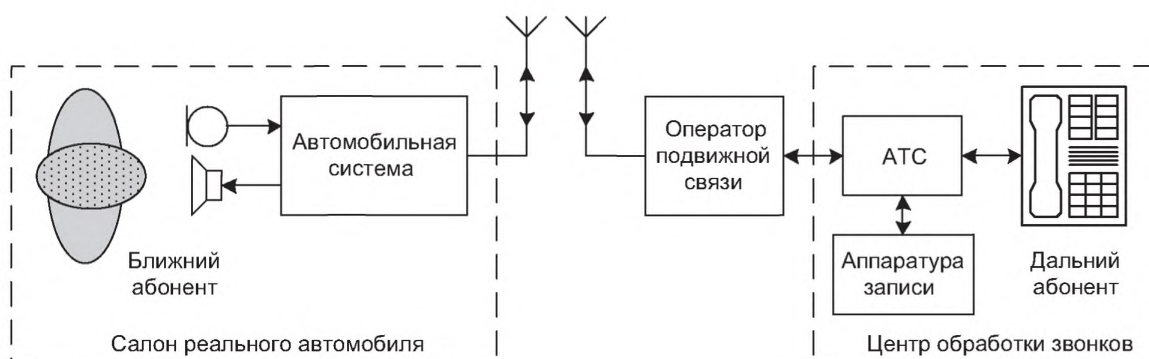 Автомобильная
система
Ближний
абонент
Салон реального автомобиля
Оператор
подвижной
связи
АТС
Аппаратура
записи
Дальний
абонент
Центр обработки звонков